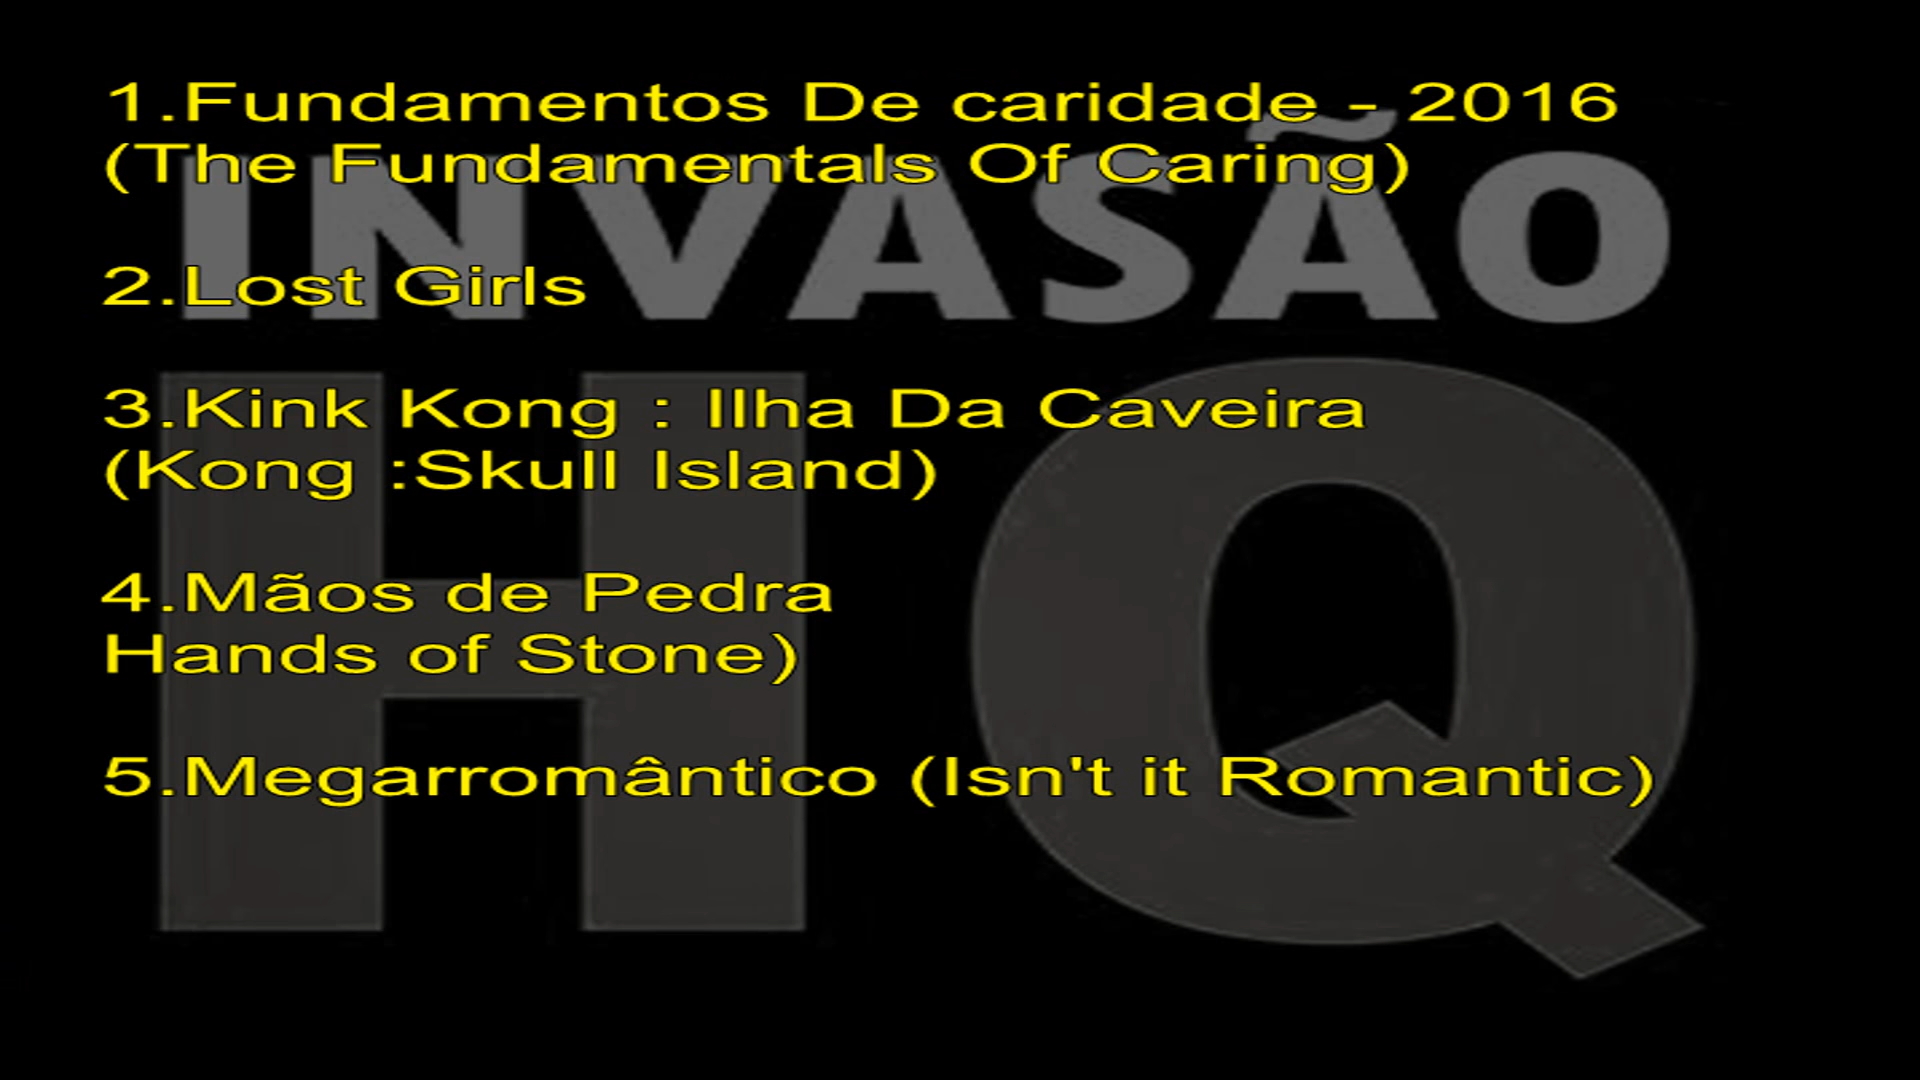 1.Fundamentos De caridade - 2016
(The Fundamentals Of Caring)
INVASÃO
2.Lost Girls
HQ
3.Kink Kong : Ilha Da Caveira
(Kong :Skull Island)
4.Mãos de Pedra
Hands of Stone)
5.Megarromântico (Isn't it Romantic)